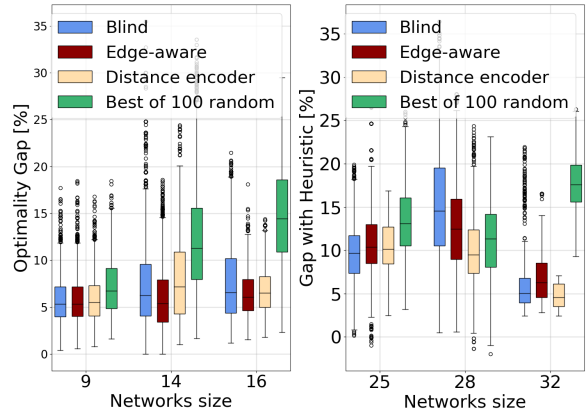 Optimality Gap [%]
35
30
25
20
15
10
5
0
Blind
Edge-aware
Distance encoder
Best of 100 random
9 14 16
Networks size
Gap with Heuristic [%]
35
30
25
20
15
10
5
0
Blind
Edge-aware
Distance encoder
Best of 100 random
25 28 32
Networks size